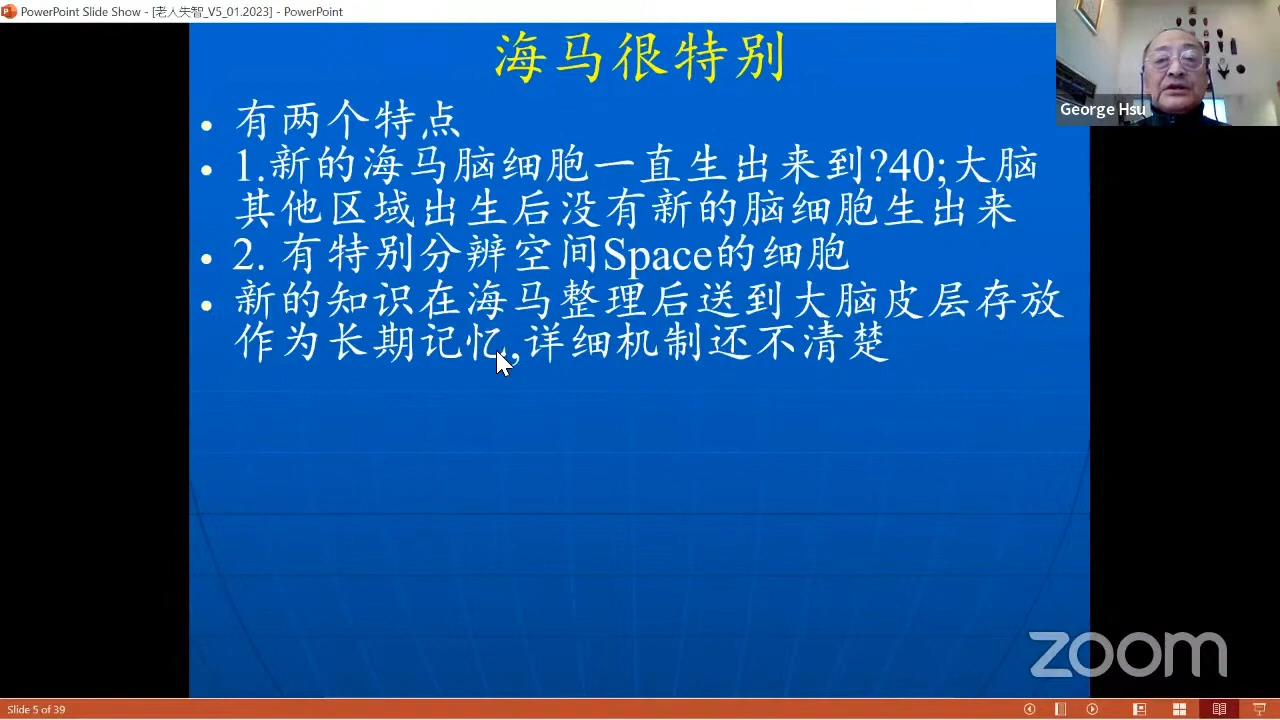 PowerPoint Slide Show - [老人失智_V5_01.2023] - PowerPoint
海马很特别
George Hsu
• 有两个特点
• 1.新的海马脑细胞一直生出来到?40;大脑
其他区域出生后没有新的脑细胞生出来
• 2. 有特别分辨空间Space的细胞
• 新的知识在海马整理后送到大脑皮层存放
作为长期记忆,详细机制还不清楚
zoom
Slide 5 of 39